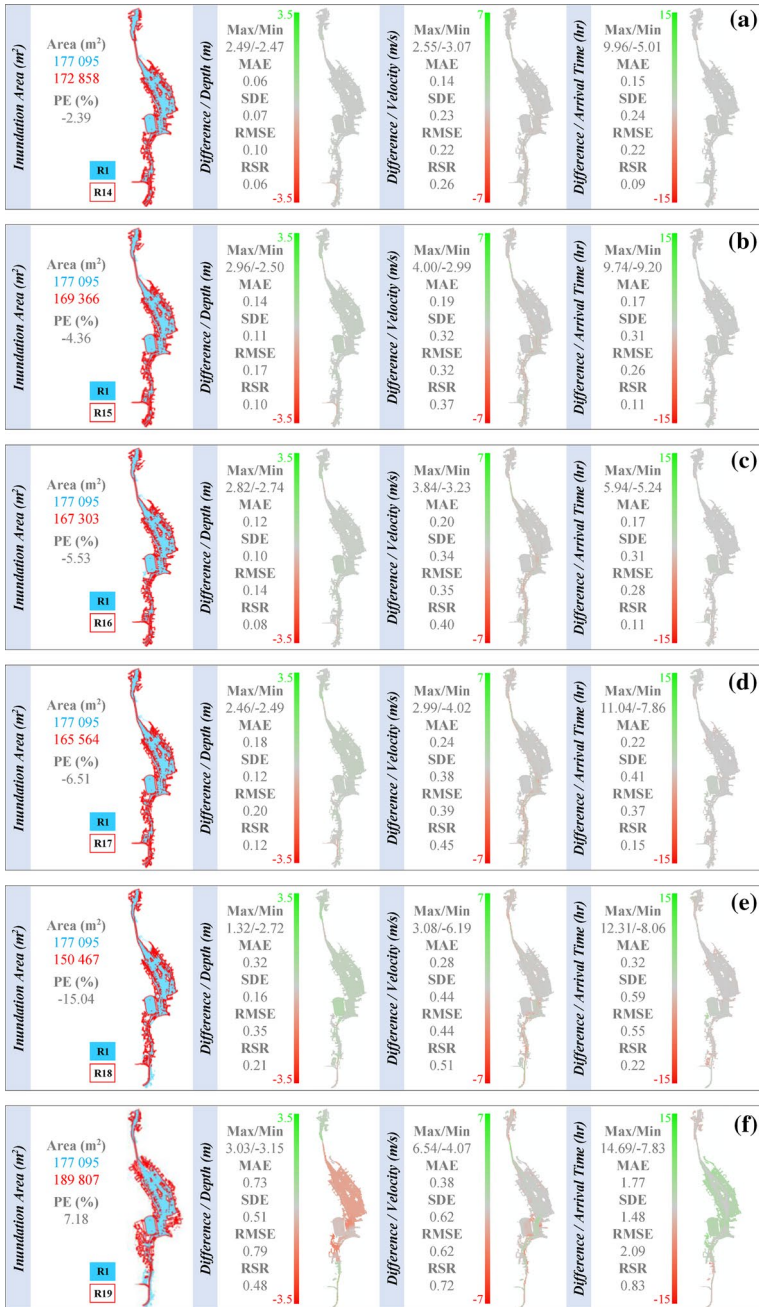 (a)
Inundation Area (m²)
Area (m²)
177 095
172 858
PE (%)
-2.39
R1
R14
Difference / Depth (m)
3.5
Max/Min
2.49/-2.47
MAE
0.06
SDE
0.07
RMSE
0.10
RSR
0.06
-3.5
Difference / Velocity (m/s)
7
Max/Min
2.55/-3.07
MAE
0.14
SDE
0.23
RMSE
0.22
RSR
0.26
-7
Difference / Arrival Time (hr)
15
Max/Min
9.96/-5.01
MAE
0.15
SDE
0.24
RMSE
0.22
RSR
0.09
-15
(b)
Inundation Area (m²)
Area (m²)
177 095
169 366
PE (%)
-4.36
R1
R15
Difference / Depth (m)
3.5
Max/Min
2.96/-2.50
MAE
0.14
SDE
0.11
RMSE
0.17
RSR
0.10
-3.5
Difference / Velocity (m/s)
7
Max/Min
4.00/-2.99
MAE
0.19
SDE
0.32
RMSE
0.32
RSR
0.37
-7
Difference / Arrival Time (hr)
15
Max/Min
9.74/-9.20
MAE
0.17
SDE
0.31
RMSE
0.26
RSR
0.11
-15
(c)
Inundation Area (m²)
Area (m²)
177 095
167 303
PE (%)
-5.53
R1
R16
Difference / Depth (m)
3.5
Max/Min
2.82/-2.74
MAE
0.12
SDE
0.10
RMSE
0.14
RSR
0.08
-3.5
Difference / Velocity (m/s)
7
Max/Min
3.84/-3.23
MAE
0.20
SDE
0.34
RMSE
0.35
RSR
0.40
-7
Difference / Arrival Time (hr)
15
Max/Min
5.94/-5.24
MAE
0.17
SDE
0.31
RMSE
0.28
RSR
0.11
-15
(d)
Inundation Area (m²)
Area (m²)
177 095
165 564
PE (%)
-6.51
R1
R17
Difference / Depth (m)
3.5
Max/Min
2.46/-2.49
MAE
0.18
SDE
0.12
RMSE
0.20
RSR
0.12
-3.5
Difference / Velocity (m/s)
7
Max/Min
2.99/-4.02
MAE
0.24
SDE
0.38
RMSE
0.39
RSR
0.45
-7
Difference / Arrival Time (hr)
15
Max/Min
11.04/-7.86
MAE
0.22
SDE
0.41
RMSE
0.37
RSR
0.15
-15
(e)
Inundation Area (m²)
Area (m²)
177 095
150 467
PE (%)
-15.04
R1
R18
Difference / Depth (m)
3.5
Max/Min
1.32/-2.72
MAE
0.32
SDE
0.16
RMSE
0.35
RSR
0.21
-3.5
Difference / Velocity (m/s)
7
Max/Min
3.08/-6.19
MAE
0.28
SDE
0.44
RMSE
0.44
RSR
0.51
-7
Difference / Arrival Time (hr)
15
Max/Min
12.31/-8.06
MAE
0.32
SDE
0.59
RMSE
0.55
RSR
0.22
-15
(f)
Inundation Area (m²)
Area (m²)
177 095
189 807
PE (%)
7.18
R1
R19
Difference / Depth (m)
3.5
Max/Min
3.03/-3.15
MAE
0.73
SDE
0.51
RMSE
0.79
RSR
0.48
-3.5
Difference / Velocity (m/s)
7
Max/Min
6.54/-4.07
MAE
0.38
SDE
0.62
RMSE
0.62
RSR
0.72
-7
Difference / Arrival Time (hr)
15
Max/Min
14.69/-7.83
MAE
1.77
SDE
1.48
RMSE
2.09
RSR
0.83
-15